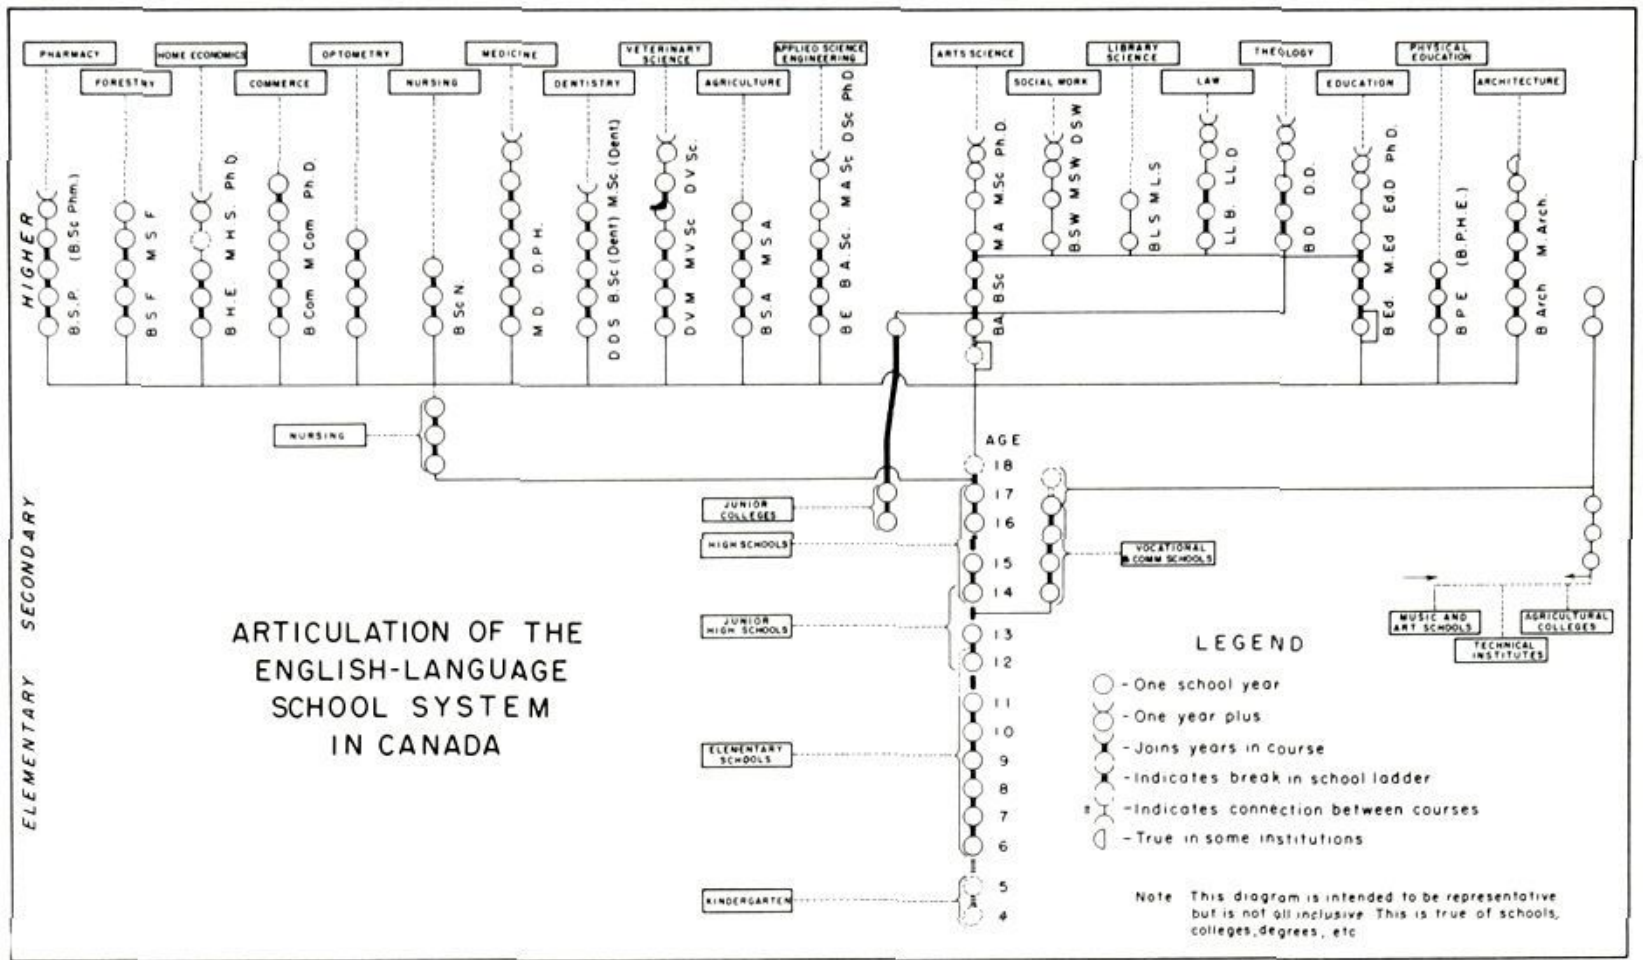 PHARMACY
HOME ECONOMICS
OPTOMETRY
MEDICINE
VETERINARY
SCIENCE
APPLIED SCIENCE
ENGINEERING
ARTS SCIENCE
LIBRARY
SCIENCE
THEOLOGY
PHYSICAL
EDUCATION
FORESTNY
COMMERCE
NURSING
DENTISTRY
AGRICULTURE
SOCIAL WORK
LAW
EDUCATION
ARCHITECTURE
HIGHER
B.S.P. (B.Sc Phm.)
B S F M S F
B H.E. M H S. Ph D.
B Com M Com Ph D.
B Sc N.
M D. D.P.H.
D D S B.Sc (Dent) M.Sc. (Dent)
D V M M V Sc D V Sc.
B S A M S A
B E B A.Sc. M A Sc D Sc Ph D
B A. B Sc M A M.Sc Ph.D.
B S W M S W D S W
B L S M L.S
LL B. LL.D
B D D.D.
B Ed. M.Ed Ed.D Ph D.
B P E (B.P.H.E.)
B Arch M.Arch.
NURSING
AGE
18
17
16
15
14
13
12
11
10
9
8
7
6
5
4
SECONDARY
JUNIOR
COLLEGES
HIGH SCHOOLS
VOCATIONAL
& COMM SCHOOLS
JUNIOR
HIGH SCHOOLS
MUSIC AND
ART SCHOOLS
AGRICULTURAL
COLLEGES
TECHNICAL
INSTITUTES
ELEMENTARY
ARTICULATION OF THE
ENGLISH-LANGUAGE
SCHOOL SYSTEM
IN CANADA
ELEMENTARY
SCHOOLS
KINDERGARTEN
LEGEND
- One school year
- One year plus
- Joins years in course
- Indicates break in school ladder
- Indicates connection between courses
- True in some institutions
Note This diagram is intended to be representative
but is not all inclusive This is true of schools,
colleges, degrees, etc